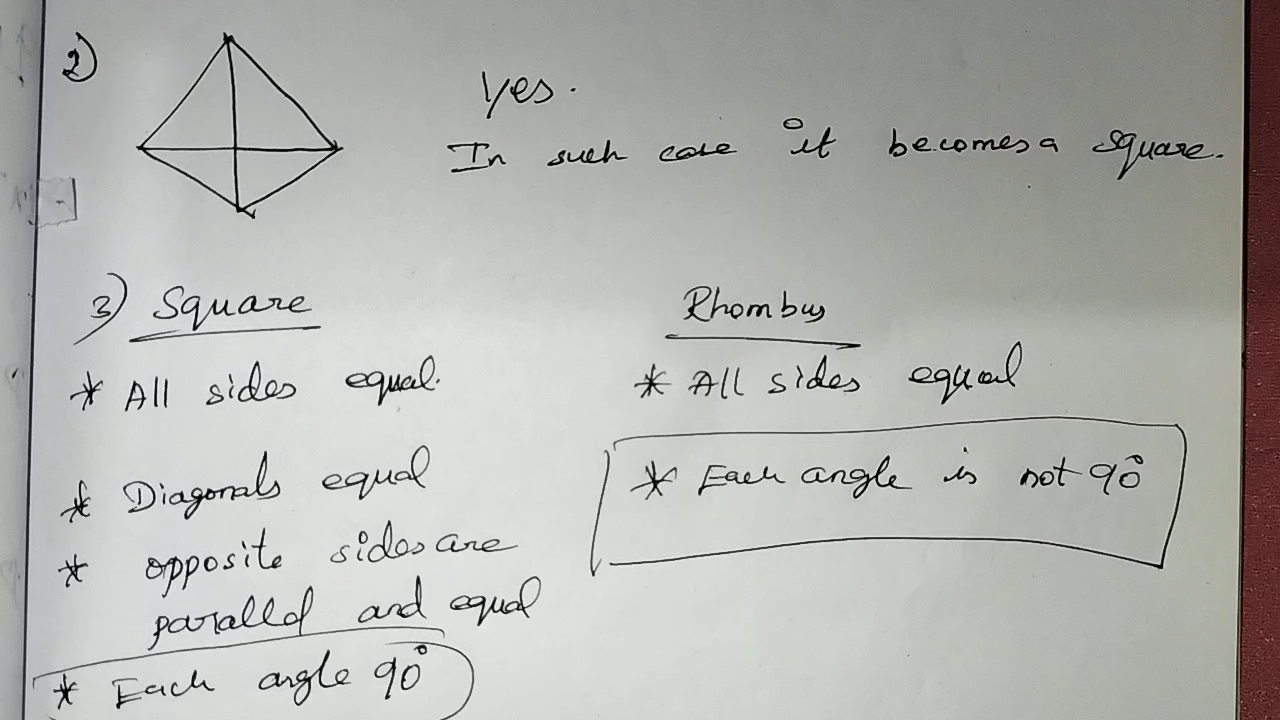 2)
Yes.
In such case it becomes a square.
3) Square
Rhombus
* All sides equal.
* All sides equal
* Diagonals equal
* Each angle is not 90°
* opposite sides are
parallel and equal
* Each angle 90°